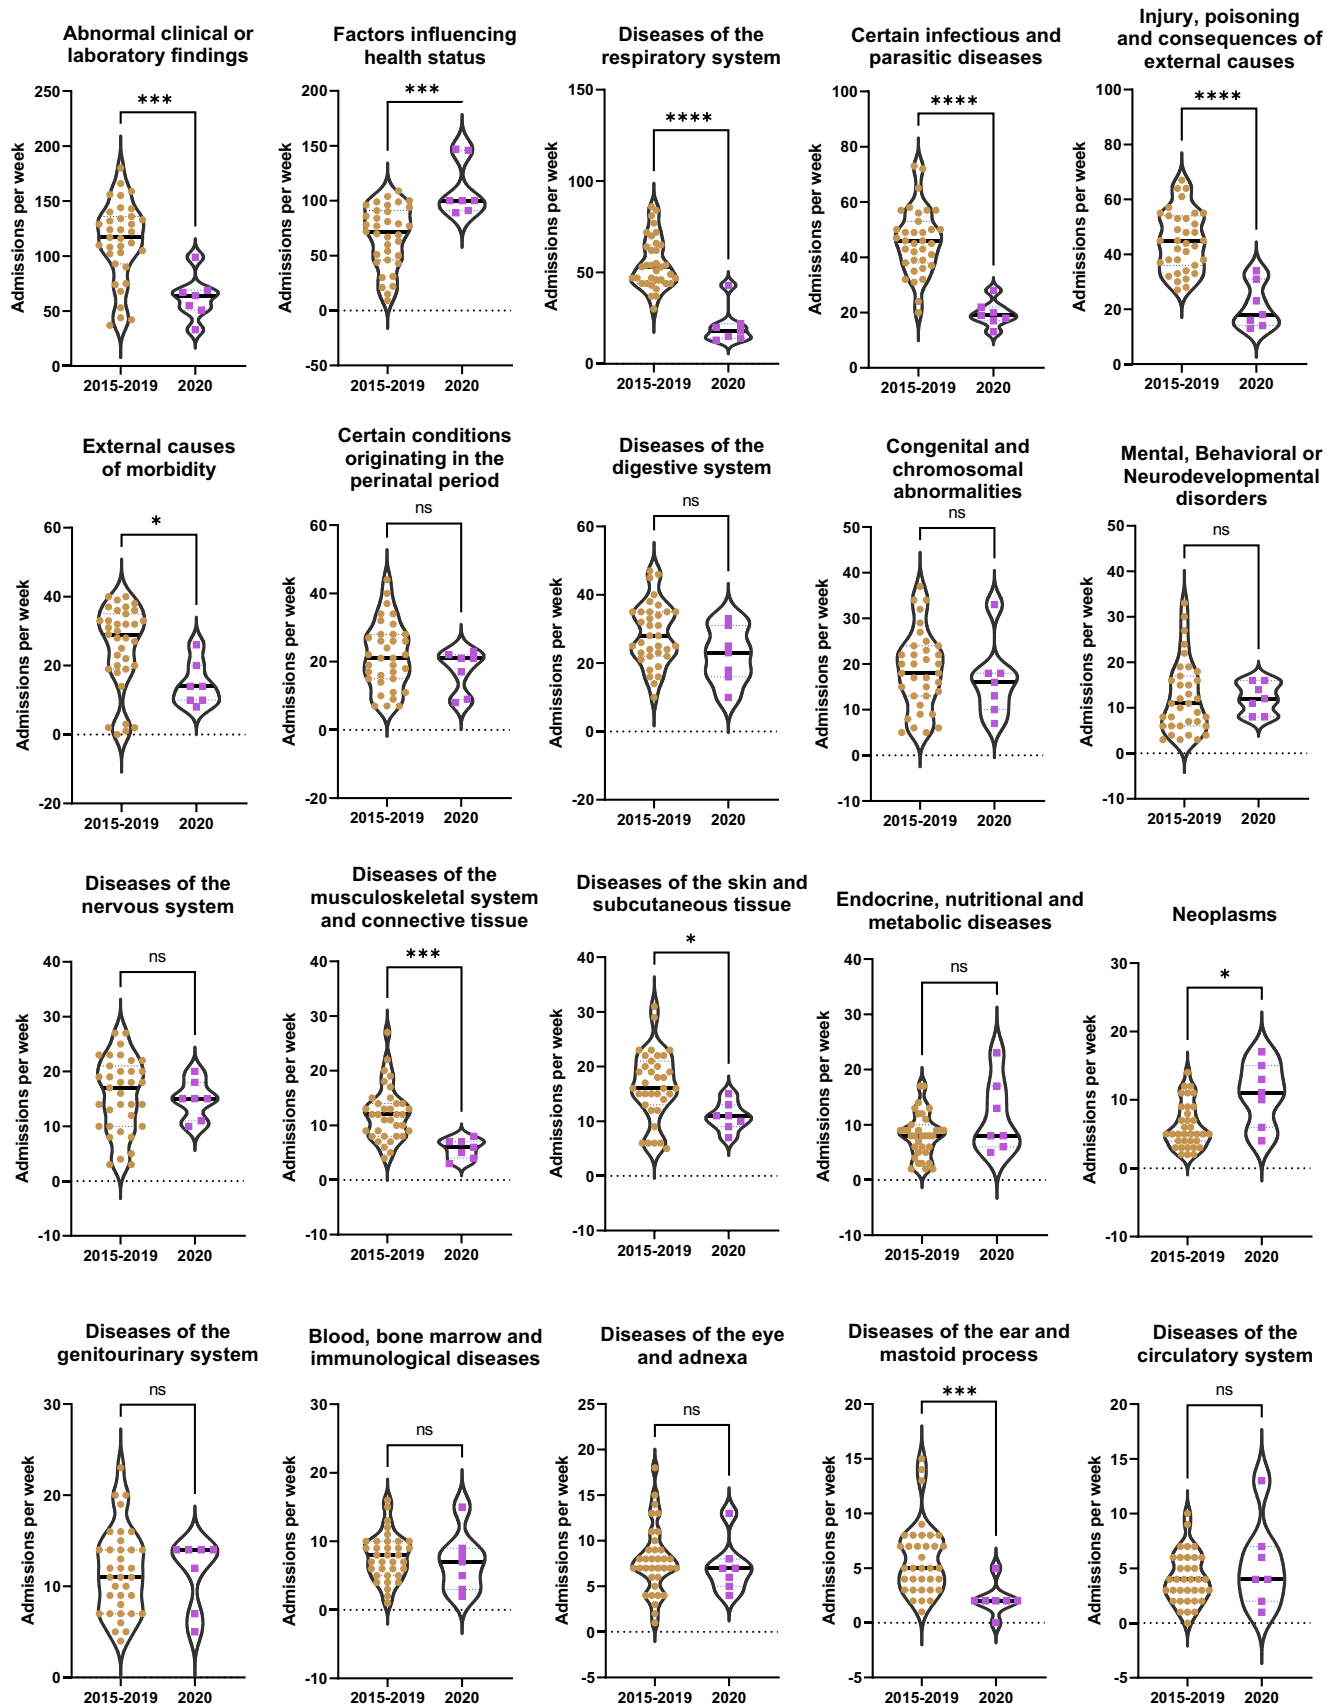 Abnormal clinical or
laboratory findings
Admissions per week
250
200
150
100
50
0
***
2015-2019
2020
Factors influencing
health status
Admissions per week
200
150
100
50
0
-50
***
2015-2019
2020
Diseases of the
respiratory system
Admissions per week
150
100
50
0
****
2015-2019
2020
Certain infectious and
parasitic diseases
Admissions per week
100
80
60
40
20
0
****
2015-2019
2020
Injury, poisoning
and consequences of
external causes
Admissions per week
100
80
60
40
20
0
****
2015-2019
2020
External causes
of morbidity
Admissions per week
60
40
20
0
-20
*
2015-2019
2020
Certain conditions
originating in the
perinatal period
Admissions per week
60
40
20
0
-20
ns
2015-2019
2020
Diseases of the
digestive system
Admissions per week
60
40
20
0
-20
ns
2015-2019
2020
Congenital and
chromosomal
abnormalities
Admissions per week
50
40
30
20
10
0
-10
ns
2015-2019
2020
Mental, Behavioral or
Neurodevelopmental
disorders
Admissions per week
50
40
30
20
10
0
-10
ns
2015-2019
2020
Diseases of the
nervous system
Admissions per week
40
30
20
10
0
-10
ns
2015-2019
2020
Diseases of the
musculoskeletal system
and connective tissue
Admissions per week
40
30
20
10
0
-10
***
2015-2019
2020
Diseases of the skin and
subcutaneous tissue
Admissions per week
40
30
20
10
0
-10
*
2015-2019
2020
Endocrine, nutritional and
metabolic diseases
Admissions per week
40
30
20
10
0
-10
ns
2015-2019
2020
Neoplasms
Admissions per week
30
20
10
0
-10
*
2015-2019
2020
Diseases of the
genitourinary system
Admissions per week
30
20
10
0
ns
2015-2019
2020
Blood, bone marrow and
immunological diseases
Admissions per week
30
20
10
0
-10
ns
2015-2019
2020
Diseases of the eye
and adnexa
Admissions per week
25
20
15
10
5
0
-5
ns
2015-2019
2020
Diseases of the ear and
mastoid process
Admissions per week
20
15
10
5
0
-5
***
2015-2019
2020
Diseases of the
circulatory system
Admissions per week
20
15
10
5
0
-5
ns
2015-2019
2020